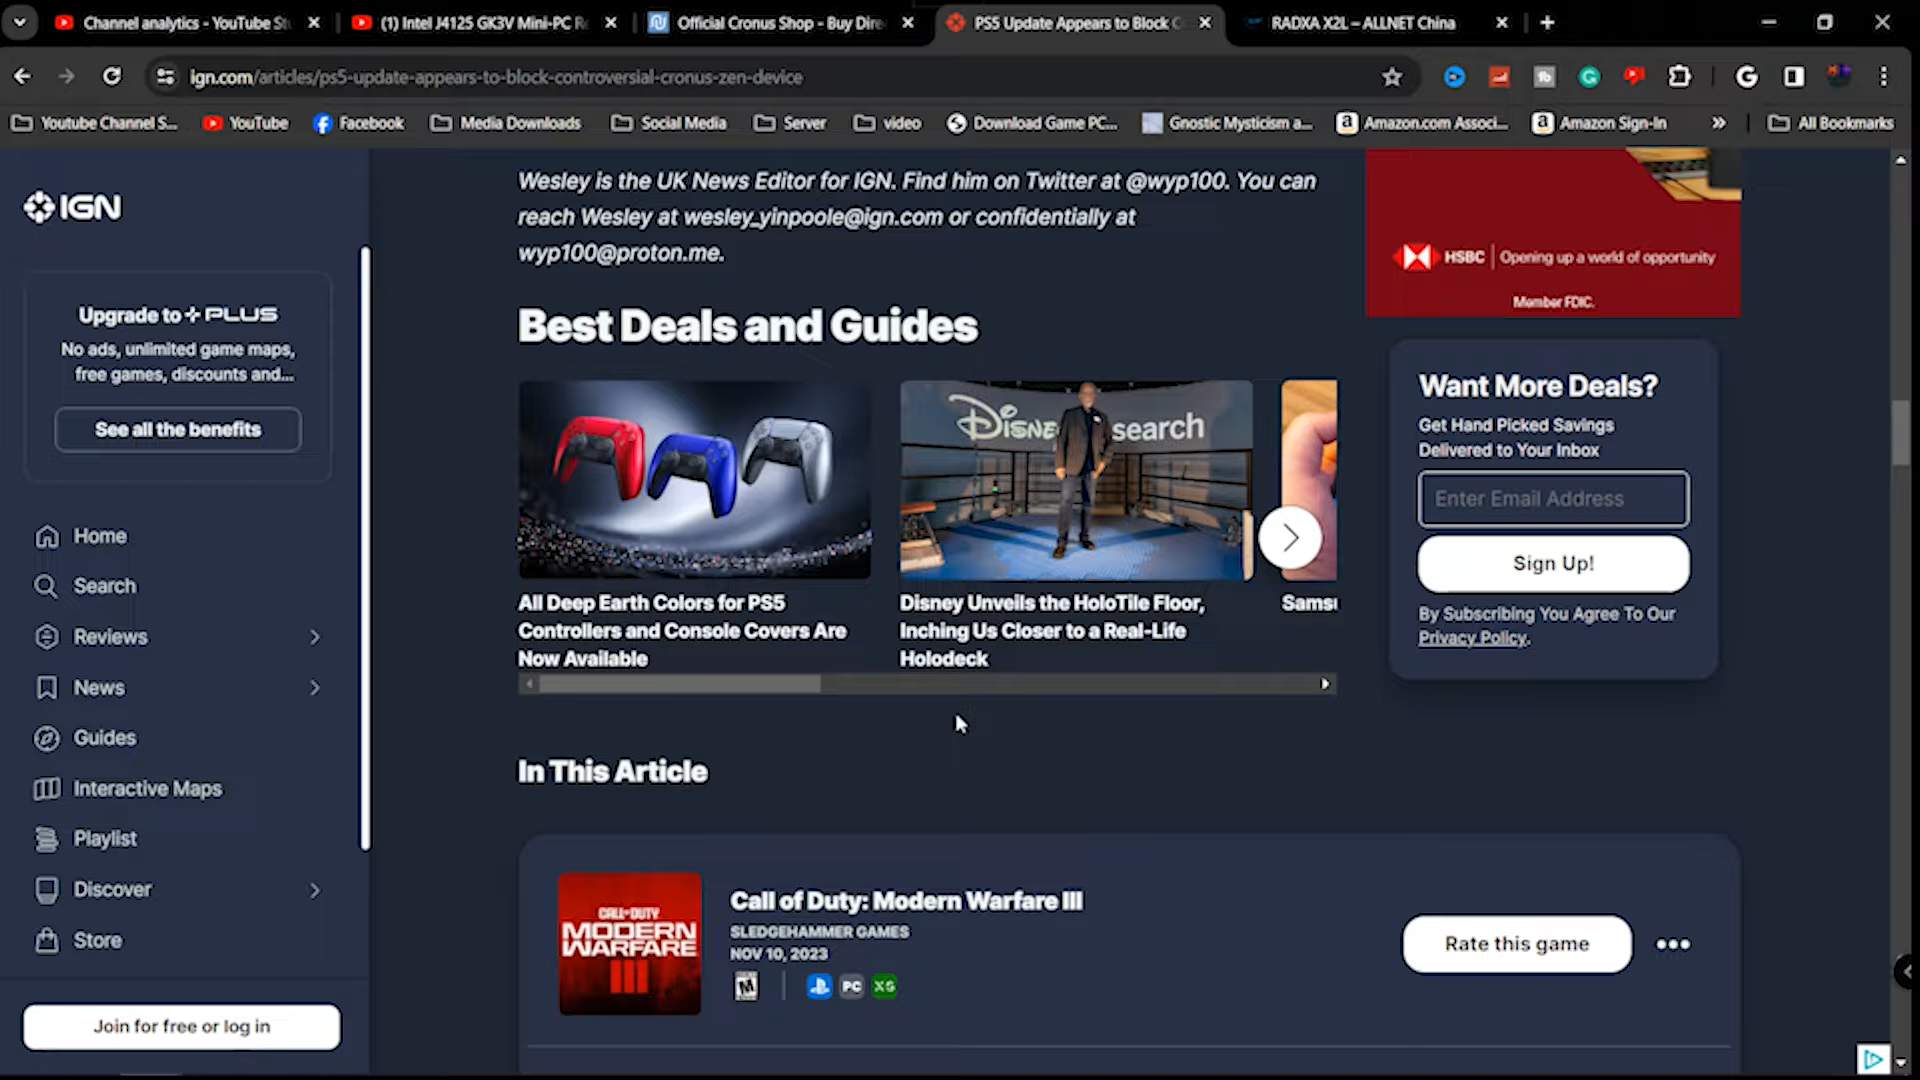 Channel analytics - YouTube St
(1) Intel J4125 GK3V Mini-PC R
Official Cronus Shop - Buy Dire
PS5 Update Appears to Block C
RADXA X2L – ALLNET China
ign.com/articles/ps5-update-appears-to-block-controversial-cronus-zen-device
Youtube Channel S...
YouTube
Facebook
Media Downloads
Social Media
Server
video
Download Game PC...
Gnostic Mysticism a...
Amazon.com Associ...
Amazon Sign-In
»
All Bookmarks
IGN
Upgrade to + PLUS
No ads, unlimited game maps,
free games, discounts and...
See all the benefits
Home
Search
Reviews
News
Guides
Interactive Maps
Playlist
Discover
Store
Join for free or log in
Wesley is the UK News Editor for IGN. Find him on Twitter at @wyp100. You can
reach Wesley at wesley_yinpoole@ign.com or confidentially at
wyp100@proton.me.
Best Deals and Guides
Disne search
All Deep Earth Colors for PS5
Controllers and Console Covers Are
Now Available
Disney Unveils the HoloTile Floor,
Inching Us Closer to a Real-Life
Holodeck
Samsu
In This Article
CALL OF DUTY
MODERN
WARFARE
III
Call of Duty: Modern Warfare III
SLEDGEHAMMER GAMES
NOV 10, 2023
M
PC
XS
Rate this game
HSBC | Opening up a world of opportunity
Member FDIC.
Want More Deals?
Get Hand Picked Savings
Delivered to Your Inbox
Enter Email Address
Sign Up!
By Subscribing You Agree To Our
Privacy Policy.